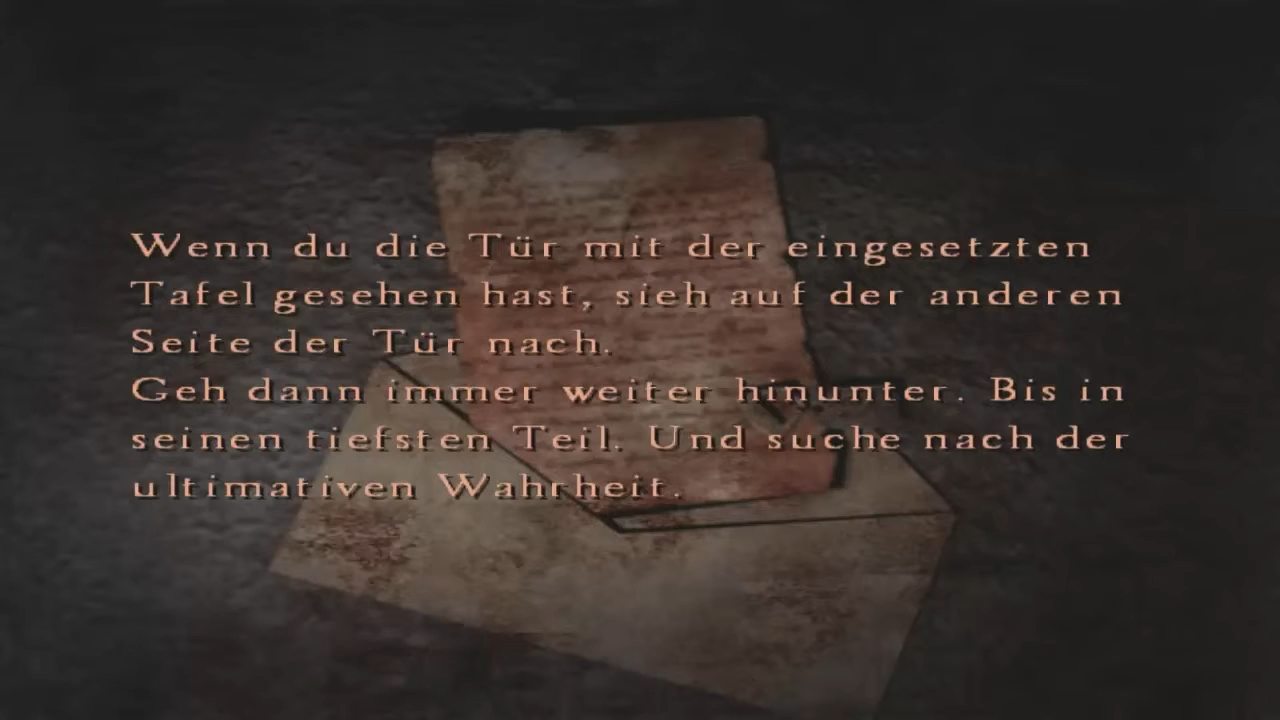 Wenn du die Tür mit der eingesetzten
Tafel gesehen hast, sieh auf der anderen
Seite der Tür nach.
Geh dann immer weiter hinunter. Bis in
seinen tiefsten Teil. Und suche nach der
ultimativen Wahrheit.